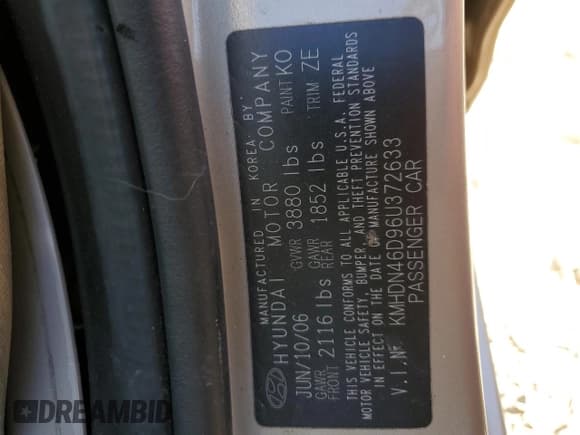 MANUFACTURED IN KOREA BY:
HYUNDAI MOTOR COMPANY
JUN/10/06 GVWR 3880 lbs PAINT KO
GAWR FRONT 2116 lbs GAWR REAR 1852 lbs TRIM ZE
THIS VEHICLE CONFORMS TO ALL APPLICABLE U.S.A. FEDERAL
MOTOR VEHICLE SAFETY, BUMPER, AND THEFT PREVENTION STANDARDS
IN EFFECT ON THE DATE OF MANUFACTURE SHOWN ABOVE
V.I.N: KMHDN46D96U372633
PASSENGER CAR
DREAMBID